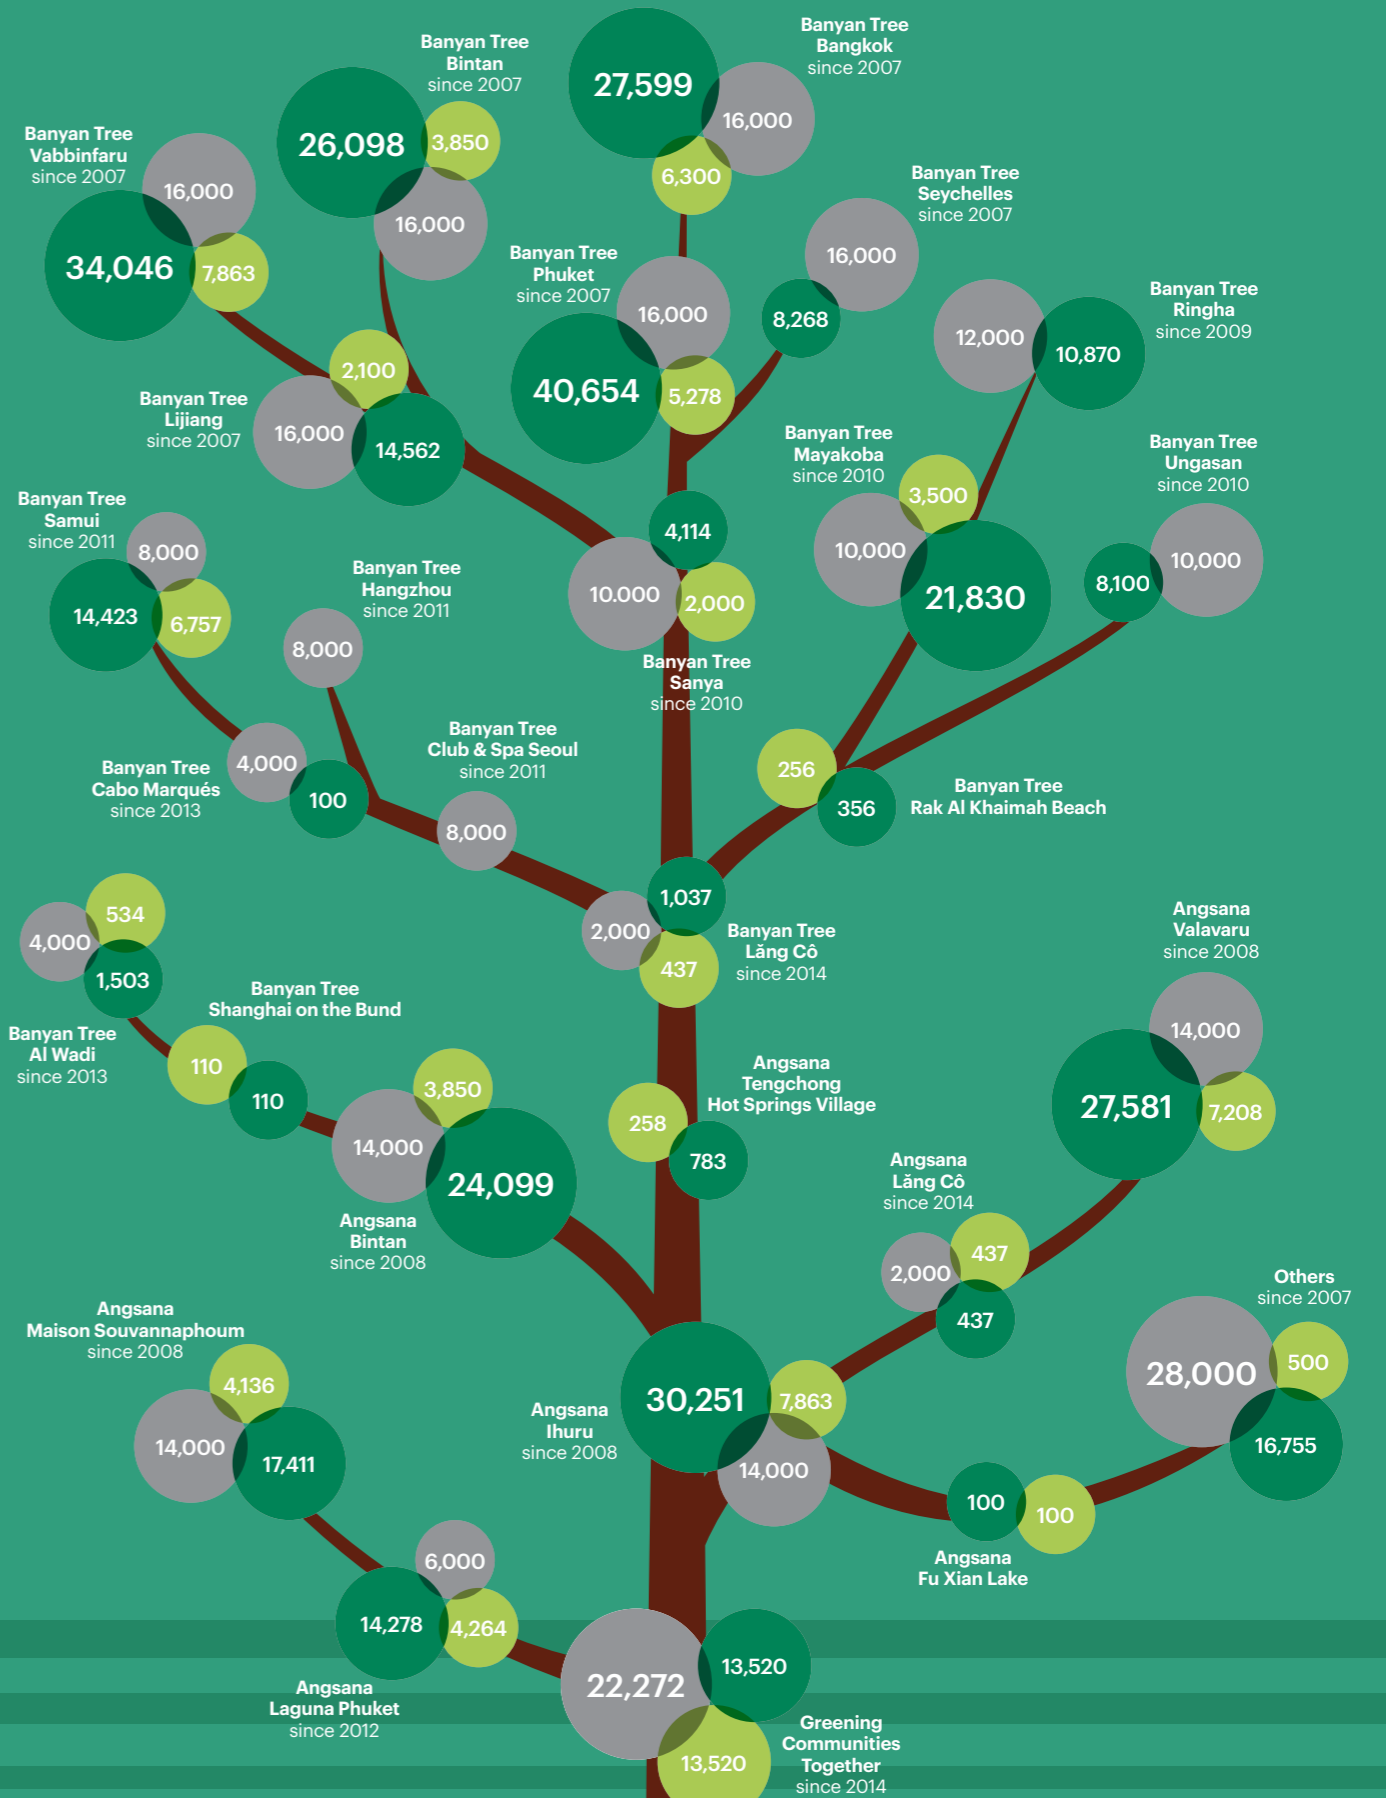 Banyan Tree
Bintan
since 2007
26,098
3,850
16,000
27,599
16,000
6,300
Banyan Tree
Bangkok
since 2007
Banyan Tree
Vabbinfaru
since 2007
16,000
34,046
7,863
Banyan Tree
Seychelles
since 2007
16,000
8,268
Banyan Tree
Phuket
since 2007
16,000
40,654
5,278
Banyan Tree
Ringha
since 2009
12,000
10,870
Banyan Tree
Lijiang
since 2007
2,100
16,000
14,562
Banyan Tree
Mayakoba
since 2010
3,500
10,000
21,830
Banyan Tree
Ungasan
since 2010
10,000
8,100
Banyan Tree
Samui
since 2011
8,000
14,423
6,757
Banyan Tree
Hangzhou
since 2011
8,000
4,114
10.000
2,000
Banyan Tree
Sanya
since 2010
Banyan Tree
Club & Spa Seoul
since 2011
8,000
Banyan Tree
Cabo Marqués
since 2013
4,000
100
256
356
Banyan Tree
Rak Al Khaimah Beach
1,037
2,000
437
Banyan Tree
Lăng Cô
since 2014
534
4,000
1,503
Banyan Tree
Al Wadi
since 2013
Banyan Tree
Shanghai on the Bund
110
110
Angsana
Valavaru
since 2008
14,000
27,581
7,208
Angsana
Tengchong
Hot Springs Village
258
783
3,850
14,000
24,099
Angsana
Bintan
since 2008
Angsana
Lăng Cô
since 2014
437
2,000
437
Others
since 2007
28,000
500
16,755
Angsana
Maison Souvannaphoum
since 2008
4,136
14,000
17,411
Angsana
Ihuru
since 2008
30,251
7,863
14,000
100
100
Angsana
Fu Xian Lake
6,000
14,278
4,264
Angsana
Laguna Phuket
since 2012
22,272
13,520
13,520
Greening
Communities
Together
since 2014